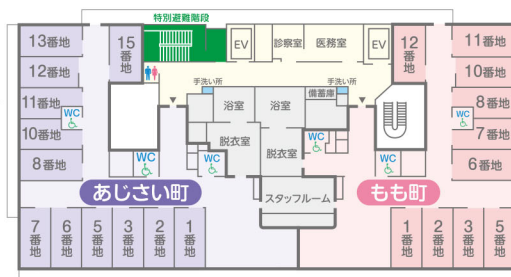 特別避難階段
13番地
15番地
EV
診察室
医務室
EV
12番地
11番地
12番地
10番地
手洗い所
手洗い所
11番地
WC
浴室
浴室
備蓄庫
8番地
WC
10番地
7番地
脱衣室
WC
8番地
WC
WC
脱衣室
WC
6番地
あじさい町
スタッフルーム
もも町
7番地
6番地
5番地
3番地
2番地
1番地
1番地
2番地
3番地
5番地